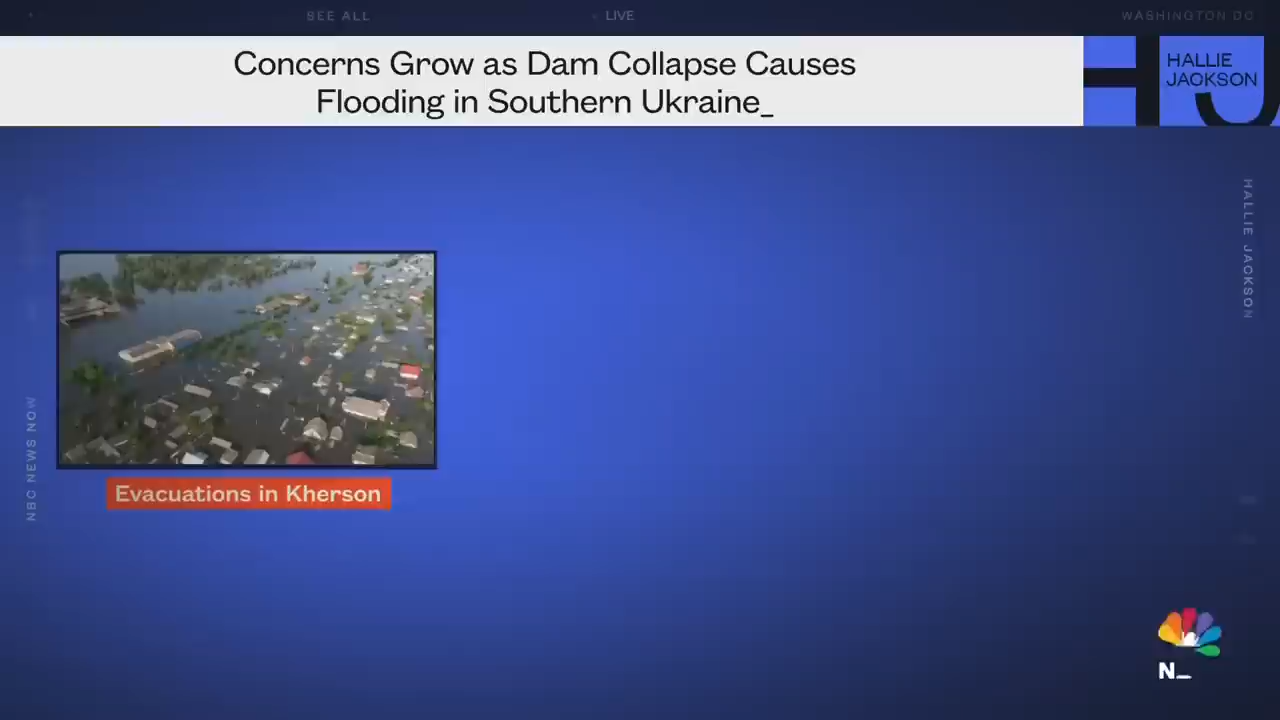 SEE ALL
LIVE
WASHINGTON DC
Concerns Grow as Dam Collapse Causes
Flooding in Southern Ukraine_
HALLIE
JACKSON
HALLIE JACKSON
NBC NEWS NOW
Evacuations in Kherson
N_